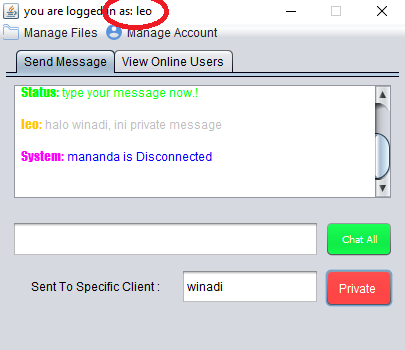 you are logged in as: leo
Manage Files Manage Account
Send Message View Online Users
Status: type your message now.!
leo: halo winadi, ini private message
System: mananda is Disconnected
Chat All
Sent To Specific Client : winadi Private